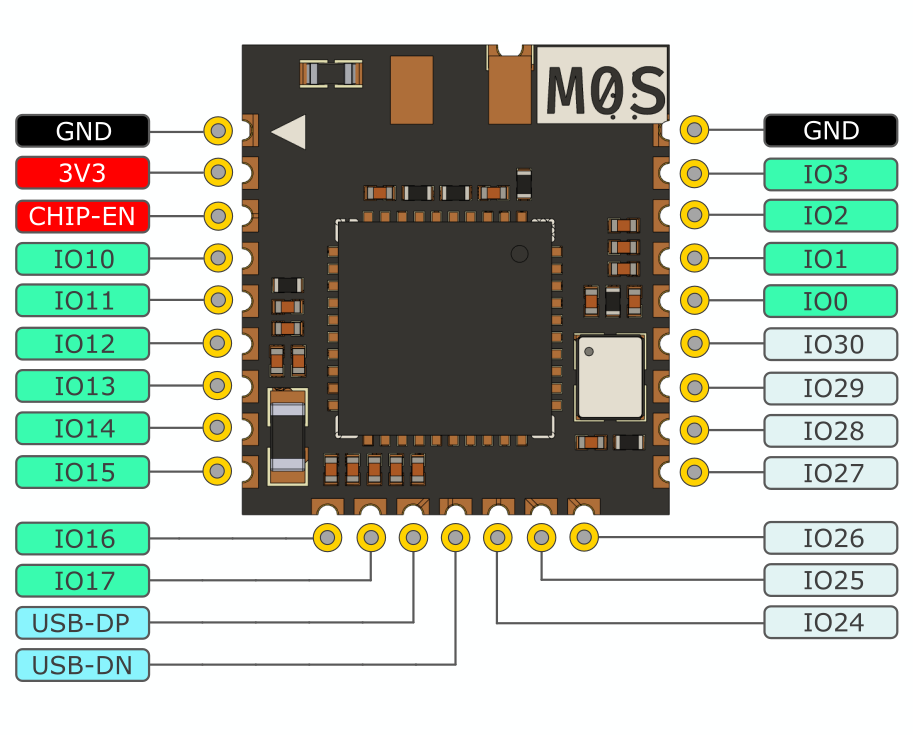 M0S
GND
3V3
CHIP-EN
IO10
IO11
IO12
IO13
IO14
IO15
IO16
IO17
USB-DP
USB-DN
GND
IO3
IO2
IO1
IO0
IO30
IO29
IO28
IO27
IO26
IO25
IO24